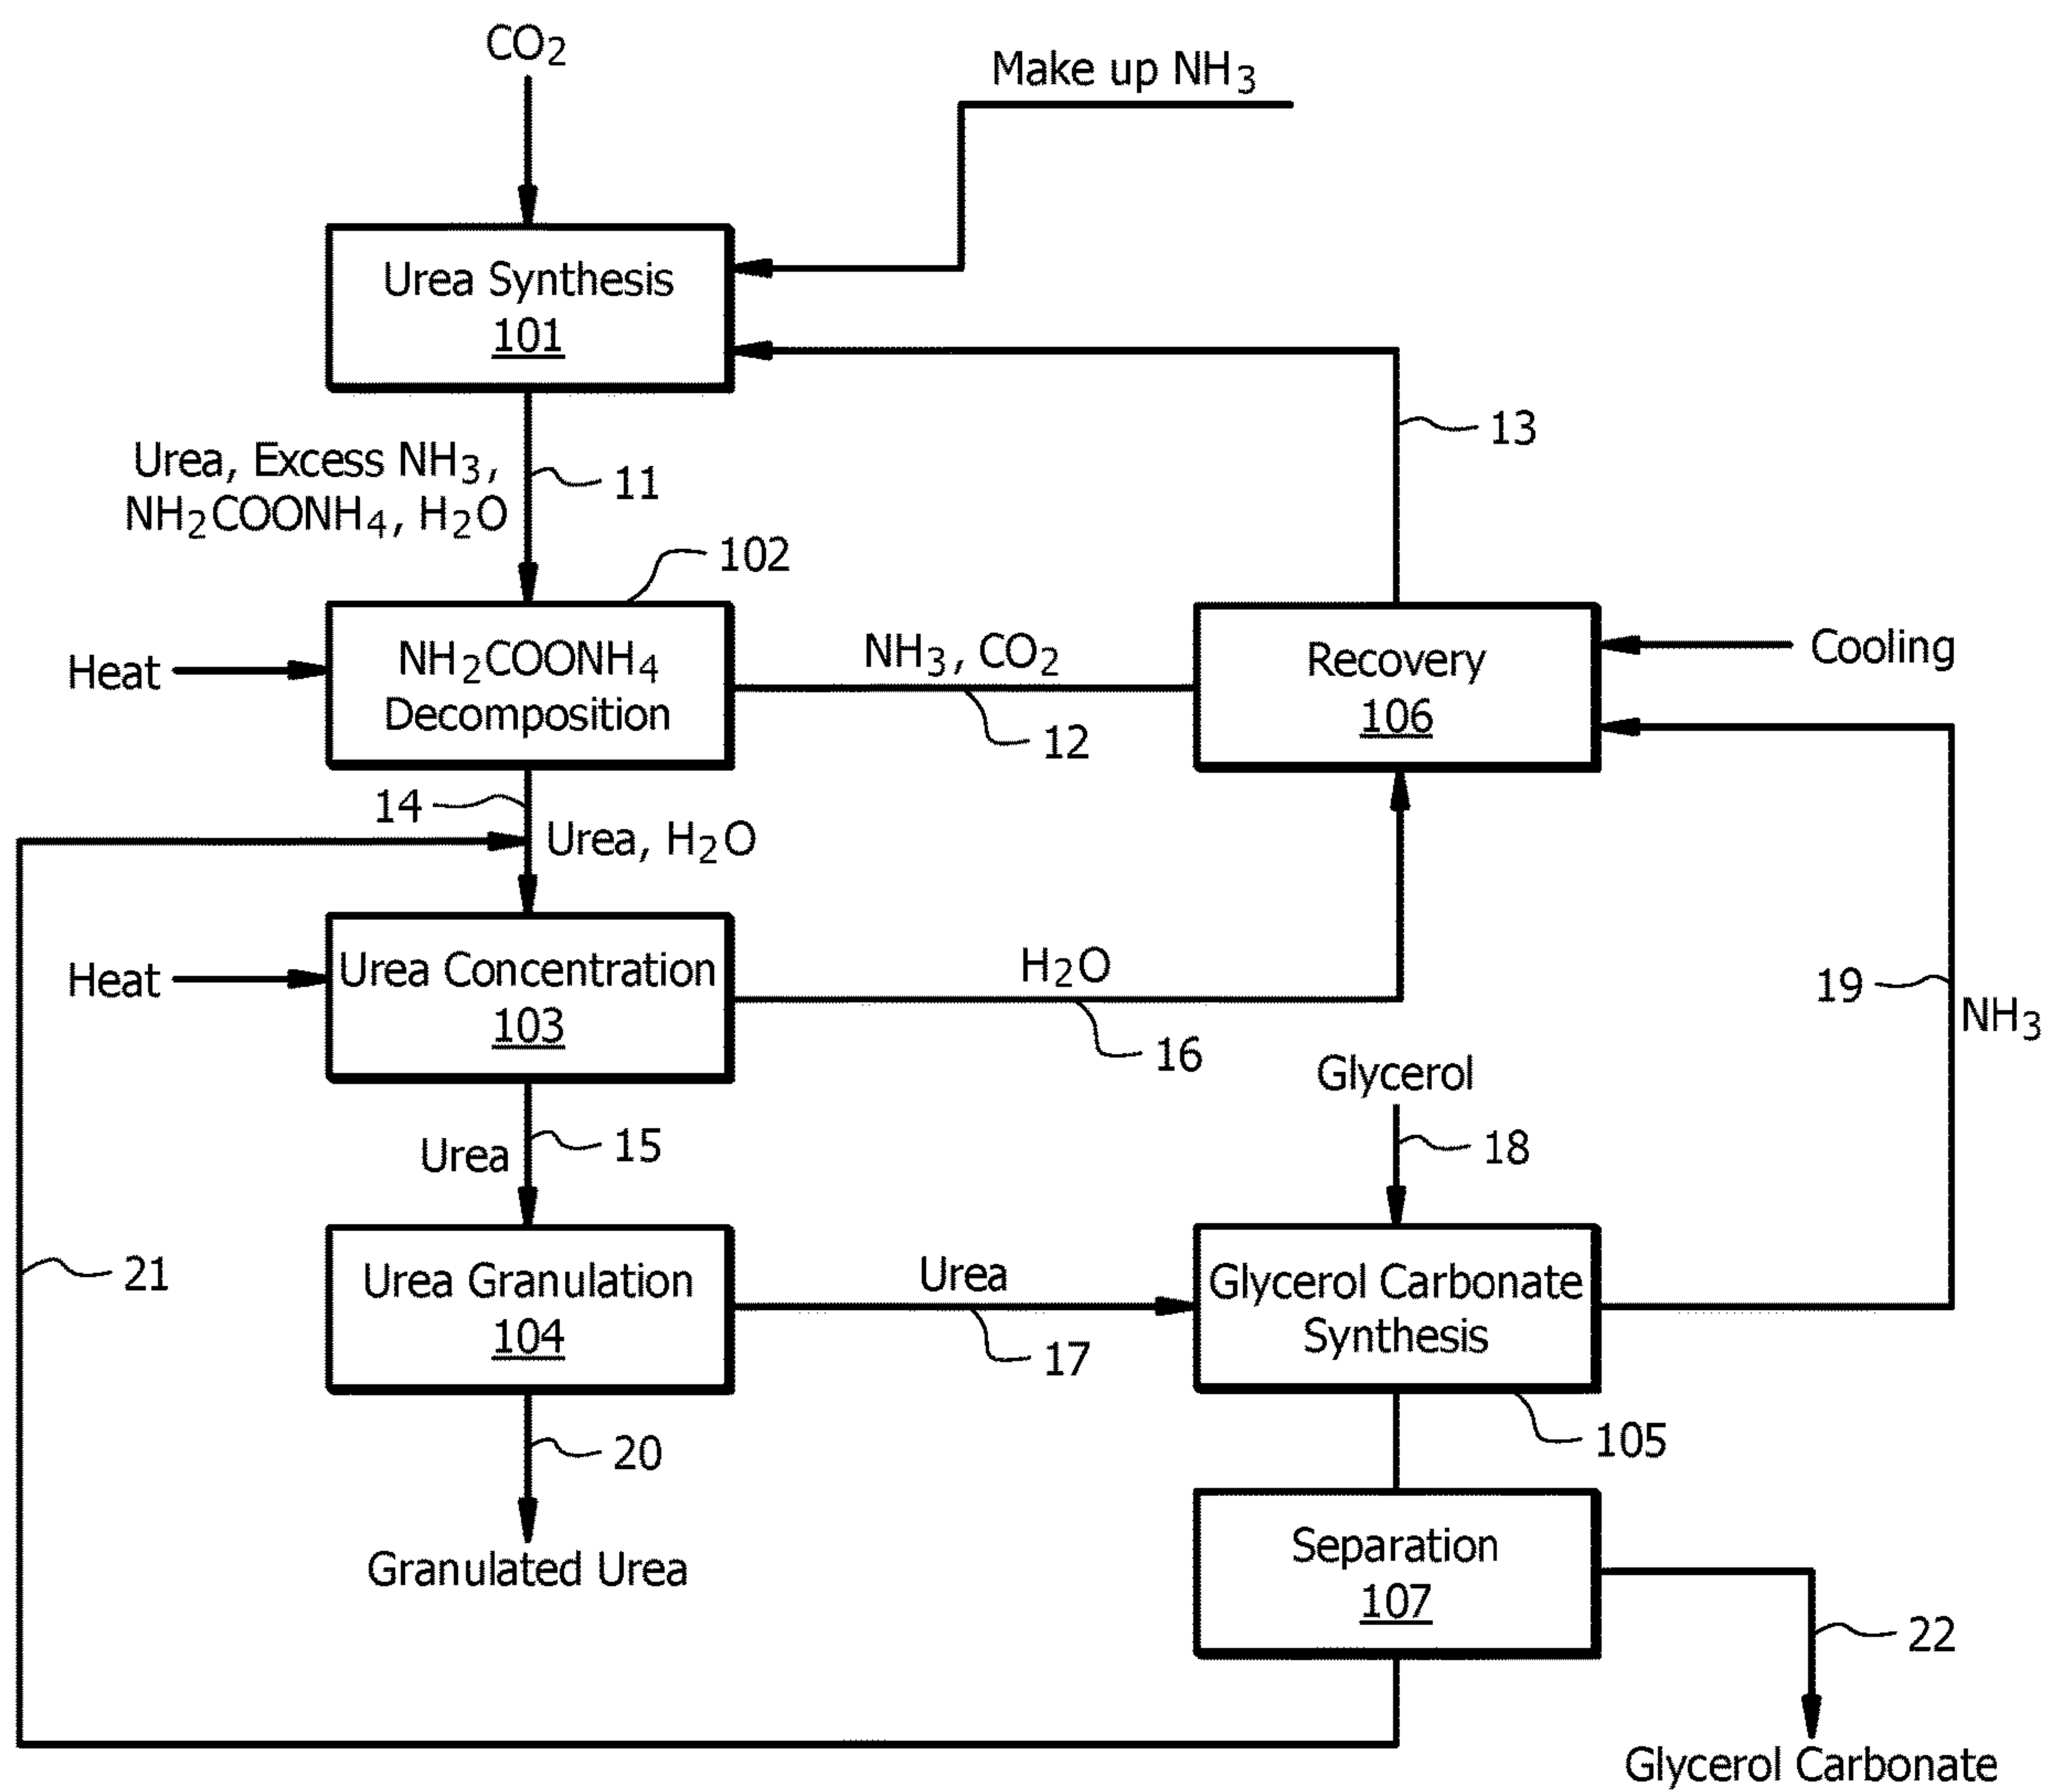 CO2
Make up NH3
Urea Synthesis
101
13
Urea, Excess NH3,
NH2COONH4, H2O
11
102
Heat
NH2COONH4
Decomposition
NH3, CO2
12
Recovery
106
Cooling
14
Urea, H2O
Heat
Urea Concentration
103
H2O
16
19
NH3
Glycerol
18
Urea
15
21
Urea Granulation
104
Urea
17
Glycerol Carbonate
Synthesis
105
20
Granulated Urea
Separation
107
22
Glycerol Carbonate